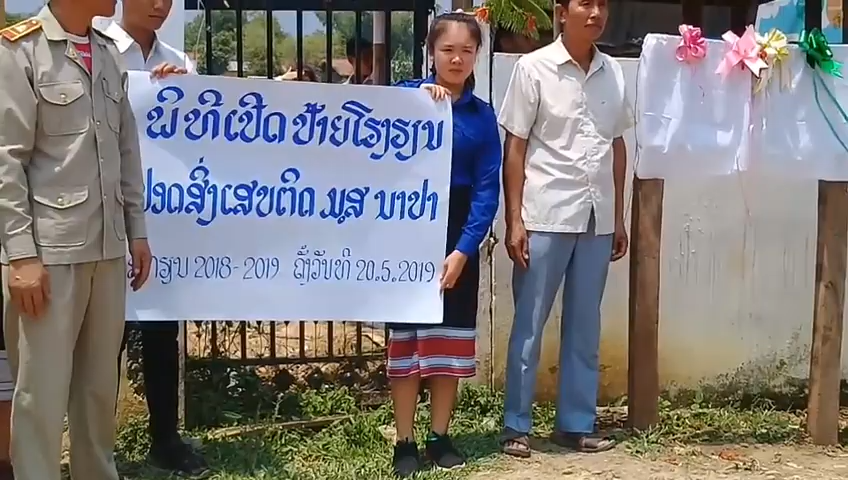 ພິທີເປີດປ້າຍໂຮງຮຽນ
ປອດສິ່ງເສບຕິດ ມ.ສ ນາປາ
ຮຽນ 2018-2019 ຄັ້ງວັນທີ 20.5.2019